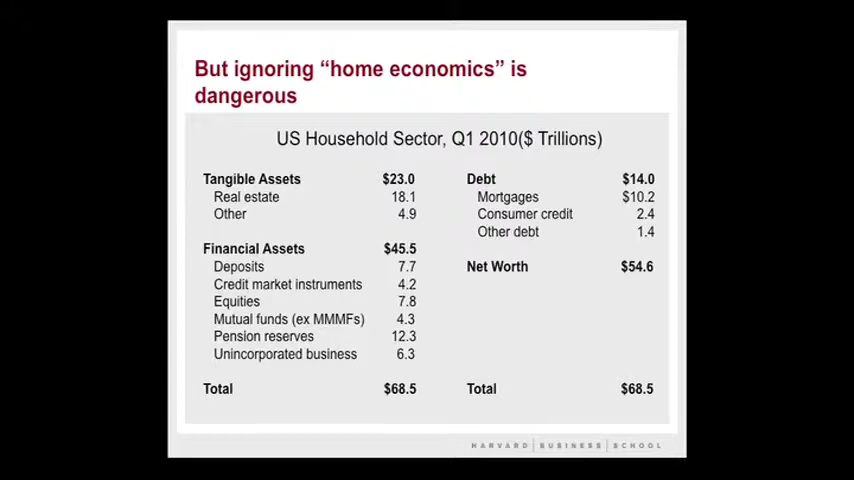 But ignoring “home economics” is
dangerous
US Household Sector, Q1 2010($ Trillions)
Tangible Assets $23.0
Real estate 18.1
Other 4.9
Financial Assets $45.5
Deposits 7.7
Credit market instruments 4.2
Equities 7.8
Mutual funds (ex MMMFs) 4.3
Pension reserves 12.3
Unincorporated business 6.3
Total $68.5
Debt $14.0
Mortgages $10.2
Consumer credit 2.4
Other debt 1.4
Net Worth $54.6
Total $68.5
HARVARD | BUSINESS | SCHOOL